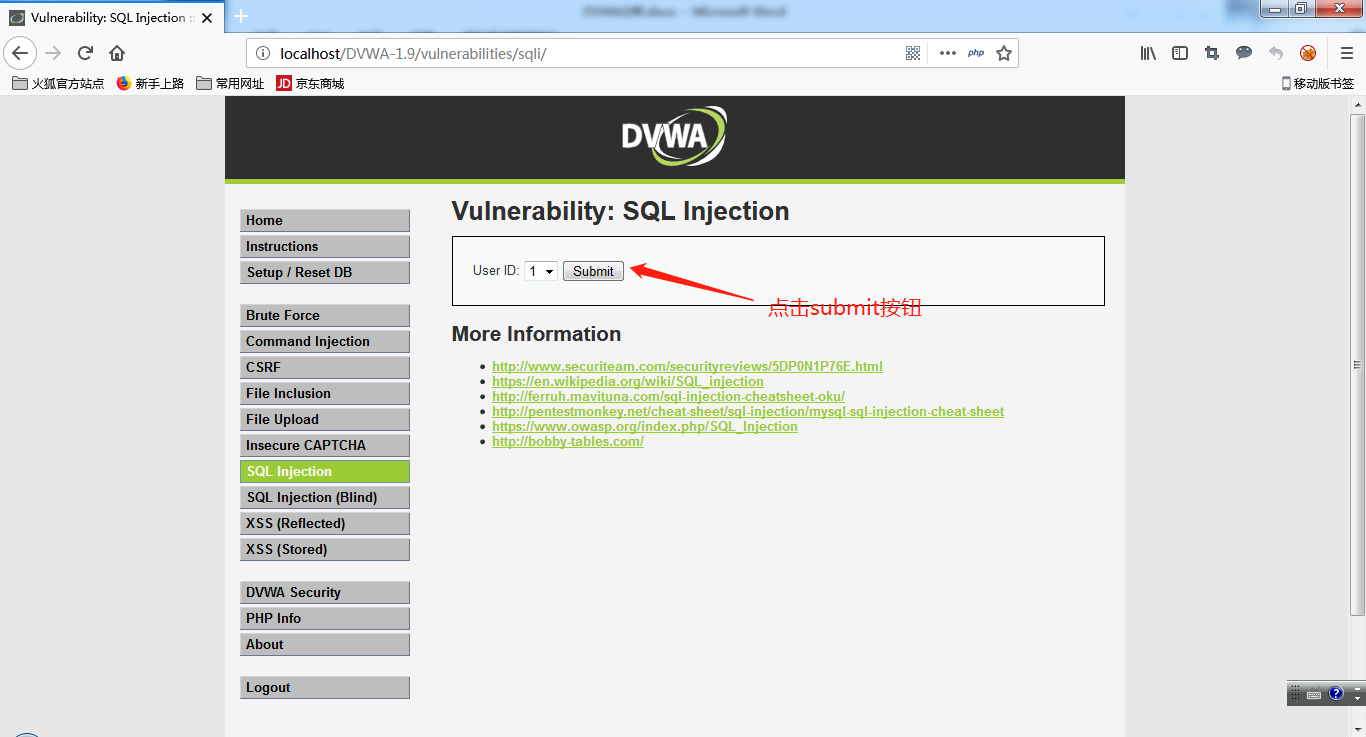 Vulnerability: SQL Injection ::
localhost/DVWA-1.9/vulnerabilities/sqli/
php
火狐官方站点 新手上路 常用网址 JD 京东商城 移动版书签
DVWA
Vulnerability: SQL Injection
Home
Instructions
Setup / Reset DB
Brute Force
Command Injection
CSRF
File Inclusion
File Upload
Insecure CAPTCHA
SQL Injection
SQL Injection (Blind)
XSS (Reflected)
XSS (Stored)
DVWA Security
PHP Info
About
Logout
User ID: 1 Submit
点击submit按钮
More Information
http://www.securiteam.com/securityreviews/5DP0N1P76E.html
https://en.wikipedia.org/wiki/SQL_injection
http://ferruh.mavituna.com/sql-injection-cheatsheet-oku/
http://pentestmonkey.net/cheat-sheet/sql-injection/mysql-sql-injection-cheat-sheet
https://www.owasp.org/index.php/SQL_Injection
http://bobby-tables.com/